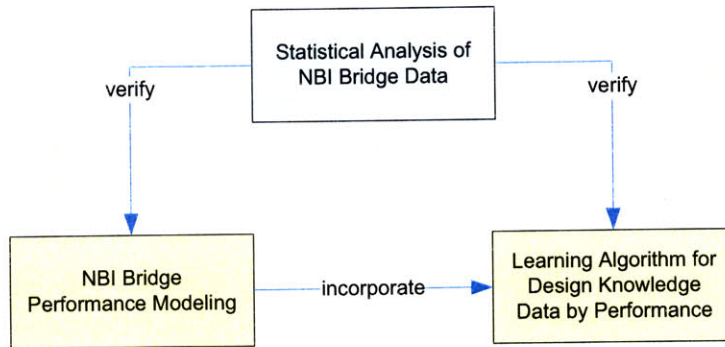 Statistical Analysis of
NBI Bridge Data
verify
verify
NBI Bridge
Performance Modeling
incorporate
Learning Algorithm for
Design Knowledge
Data by Performance